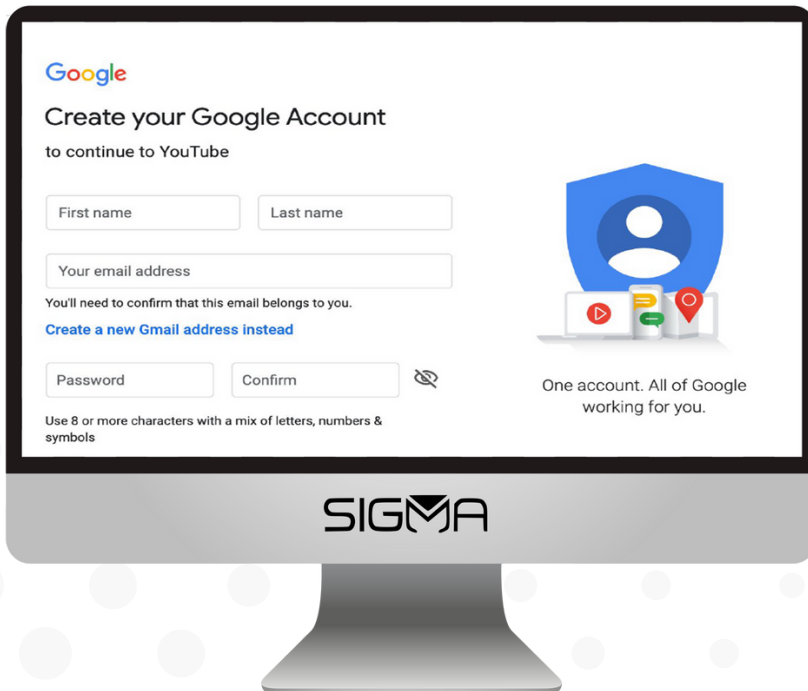 Google
Create your Google Account
to continue to YouTube
First name
Last name
Your email address
You'll need to confirm that this email belongs to you.
Create a new Gmail address instead
Password
Confirm
Use 8 or more characters with a mix of letters, numbers &
symbols
One account. All of Google
working for you.
SIGMA